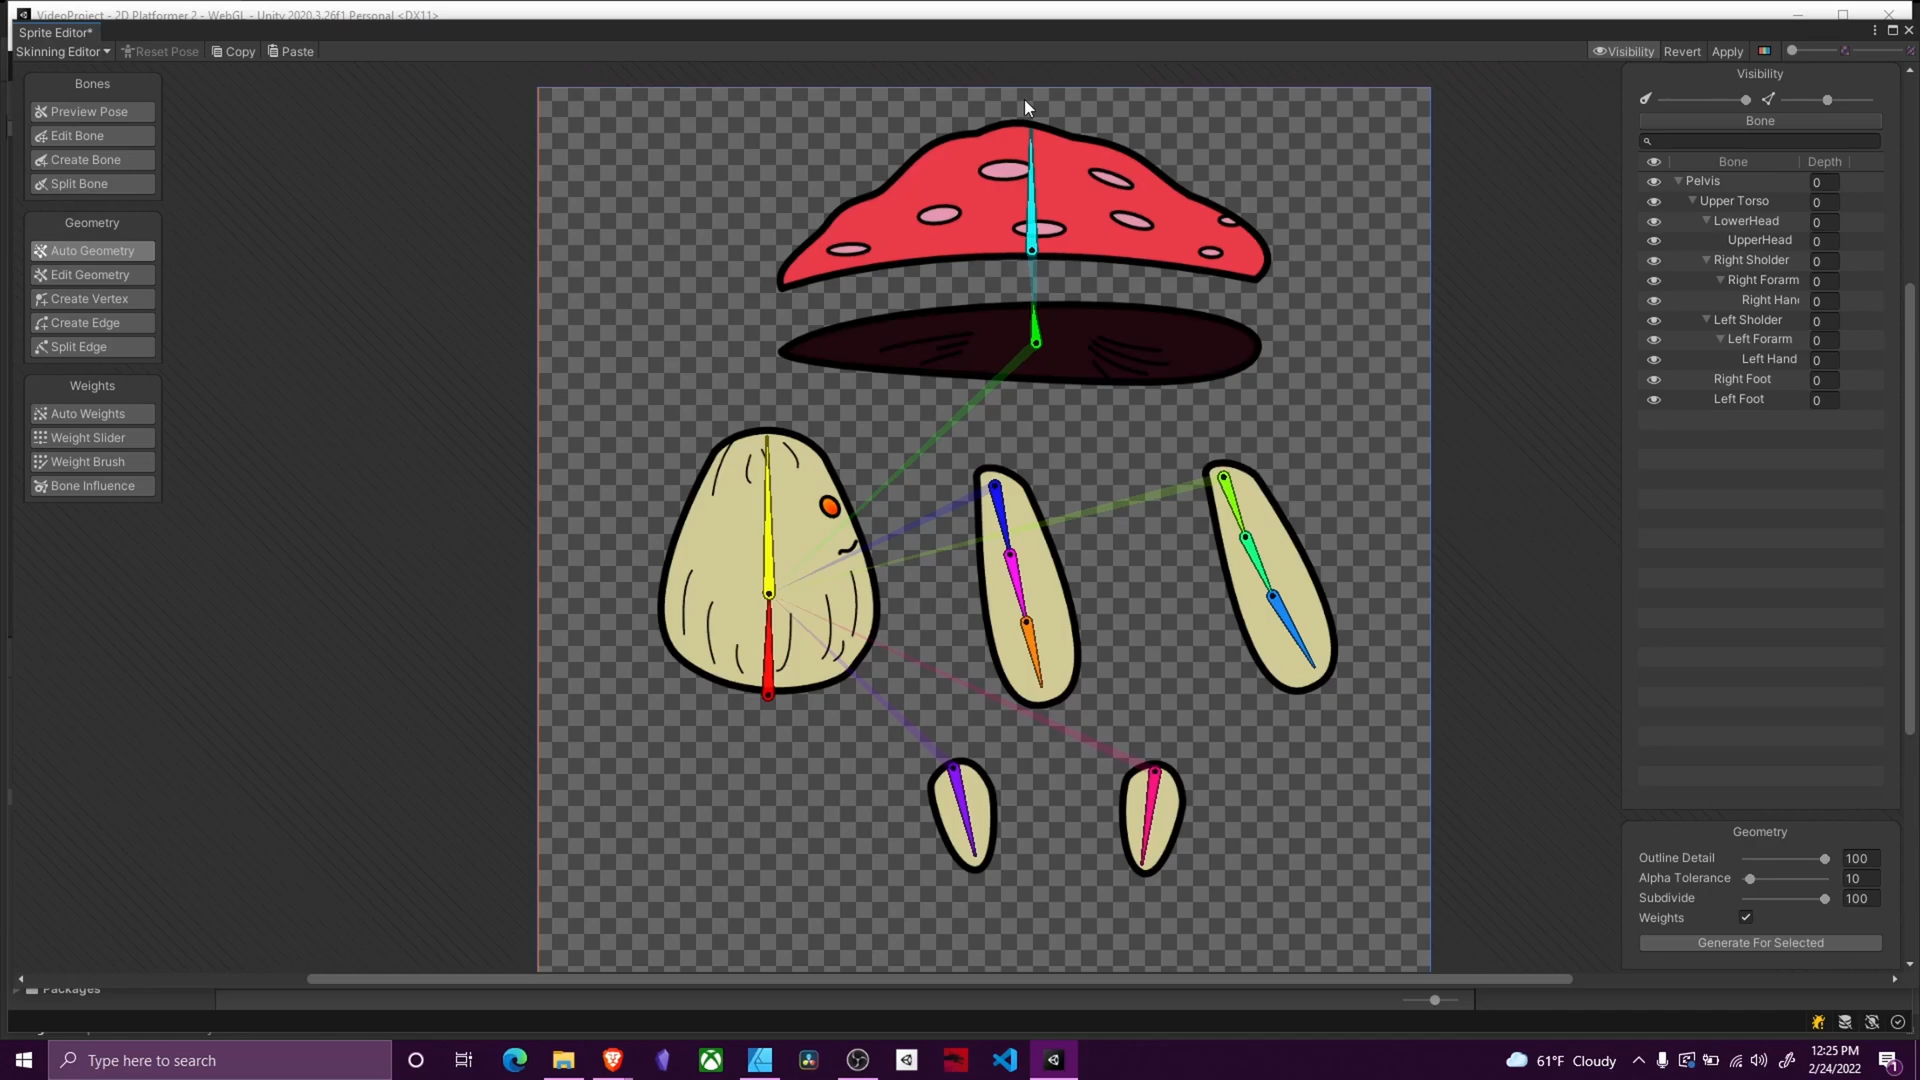 VideoProject - 2D Platformer 2 - WebGL - Unity 2020.3.26f1 Personal <DX11>
Sprite Editor*
Skinning Editor
Reset Pose
Copy
Paste
Visibility
Revert
Apply
Bones
Preview Pose
Edit Bone
Create Bone
Split Bone
Geometry
Auto Geometry
Edit Geometry
Create Vertex
Create Edge
Split Edge
Weights
Auto Weights
Weight Slider
Weight Brush
Bone Influence
Visibility
Bone
Bone Depth
Pelvis 0
Upper Torso 0
LowerHead 0
UpperHead 0
Right Sholder 0
Right Forarm 0
Right Han 0
Left Sholder 0
Left Forarm 0
Left Hand 0
Right Foot 0
Left Foot 0
Geometry
Outline Detail 100
Alpha Tolerance 10
Subdivide 100
Weights
Generate For Selected
Packages
Type here to search
61°F Cloudy
12:25 PM
2/24/2022
1